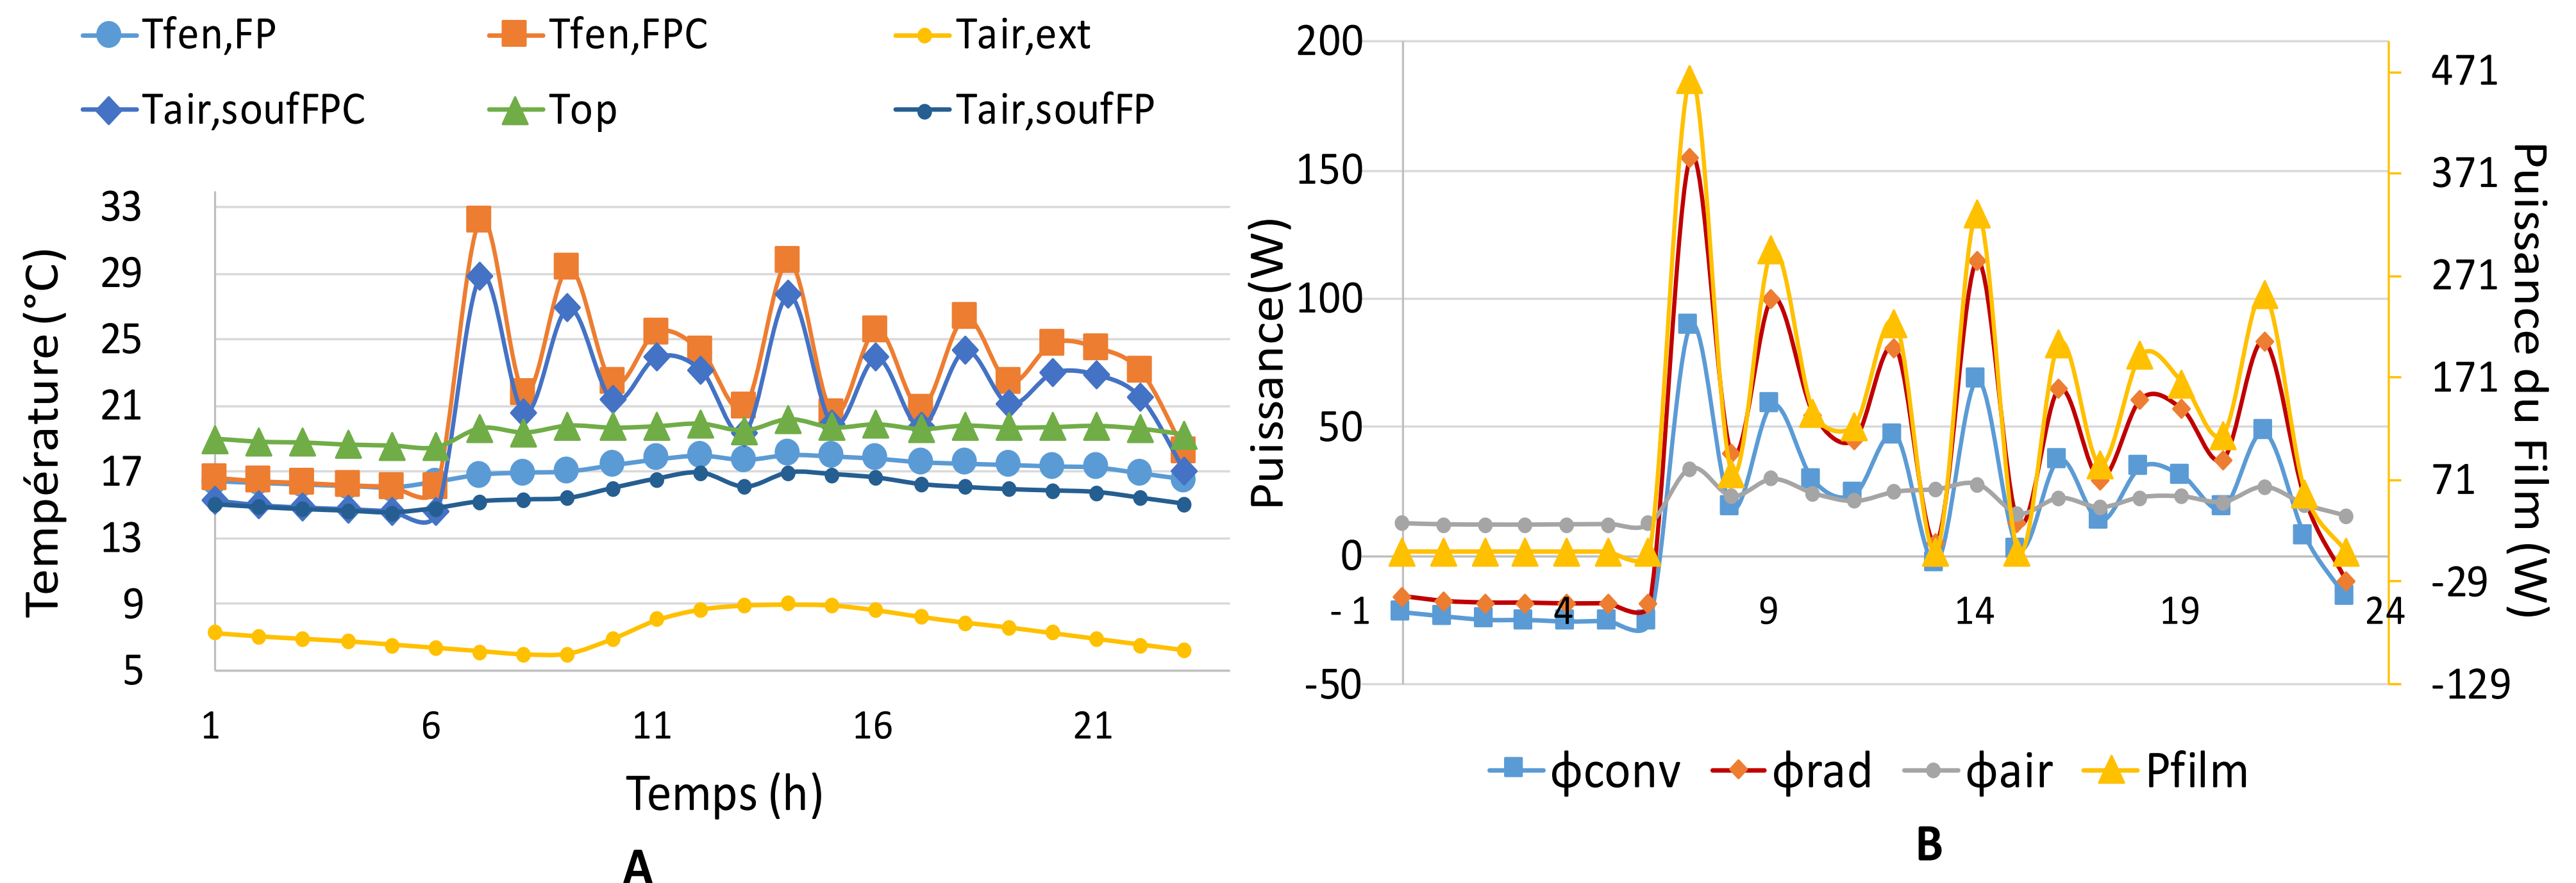 Tfen,FP Tfen,FPC Tair,ext
Tair,soufFPC Top Tair,soufFP
Température (°C)
33
29
25
21
17
13
9
5
1 6 11 16 21
Temps (h)
A
Puissance(W)
200
150
100
50
0
-50
- 1 4 9 14 19 24
471
371
271
171
71
-29
-129
Puissance du Film (W)
ϕconv ϕrad ϕair Pfilm
B